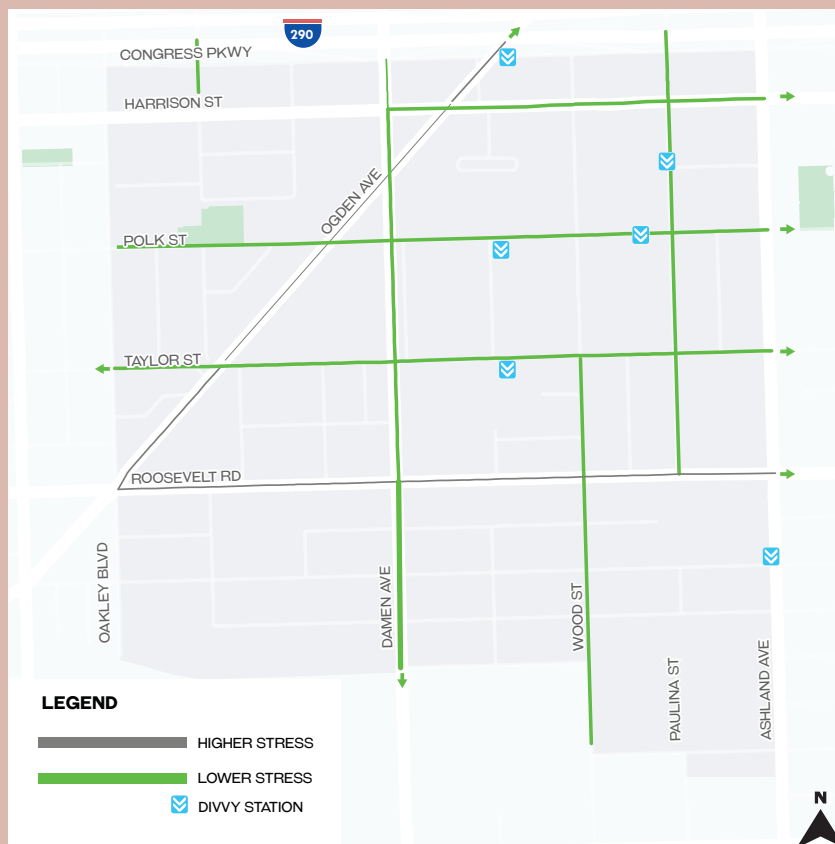 290
CONGRESS PKWY
HARRISON ST
OGDEN AVE
POLK ST
TAYLOR ST
ROOSEVELT RD
OAKLEY BLVD
DAMEN AVE
WOOD ST
PAULINA ST
ASHLAND AVE
LEGEND
HIGHER STRESS
LOWER STRESS
DIVVY STATION
N